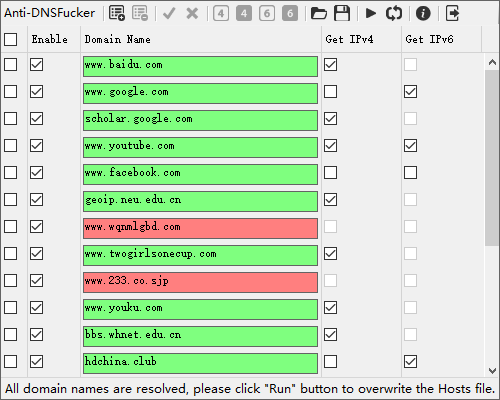 Anti-DNSFucker 4 4 6 6
Enable Domain Name Get IPv4 Get IPv6
www.baidu.com
www.google.com
scholar.google.com
www.youtube.com
www.facebook.com
geoip.neu.edu.cn
www.wqnmlgbd.com
www.twogirlsonecup.com
www.233.co.sjp
www.youku.com
bbs.whnet.edu.cn
hdchina.club
All domain names are resolved, please click "Run" button to overwrite the Hosts file.